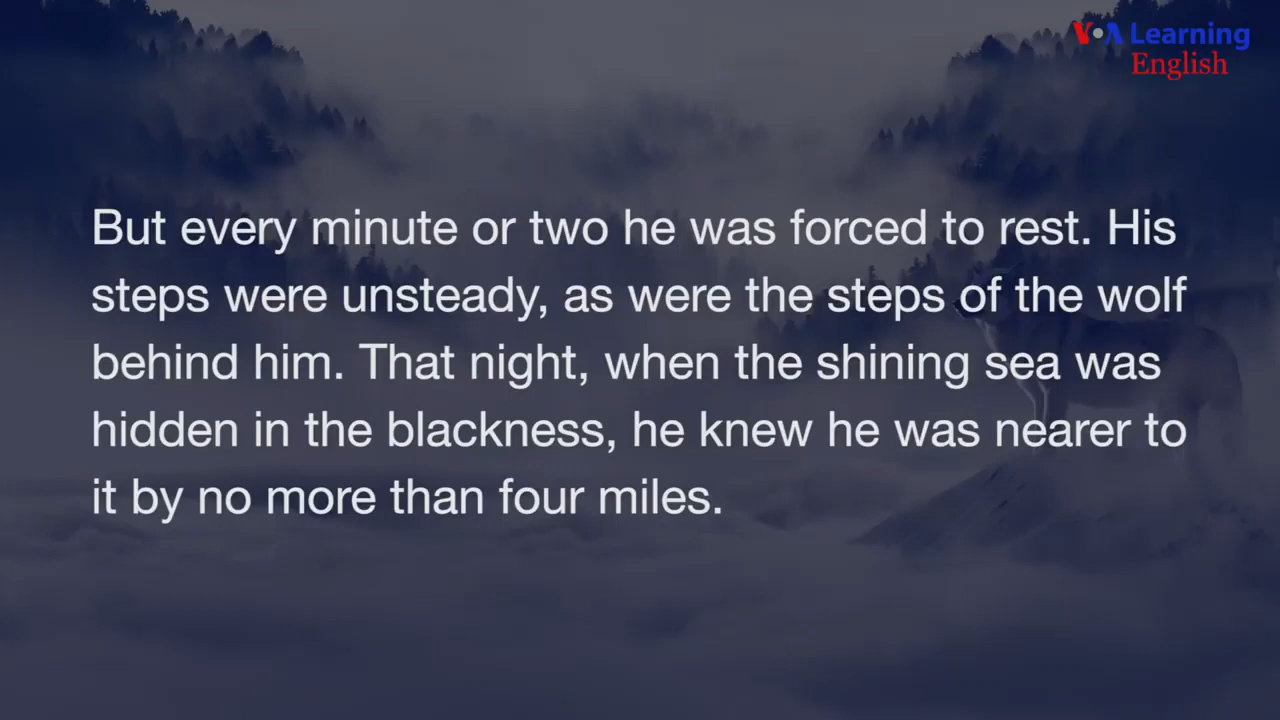 VOA Learning
English
But every minute or two he was forced to rest. His
steps were unsteady, as were the steps of the wolf
behind him. That night, when the shining sea was
hidden in the blackness, he knew he was nearer to
it by no more than four miles.